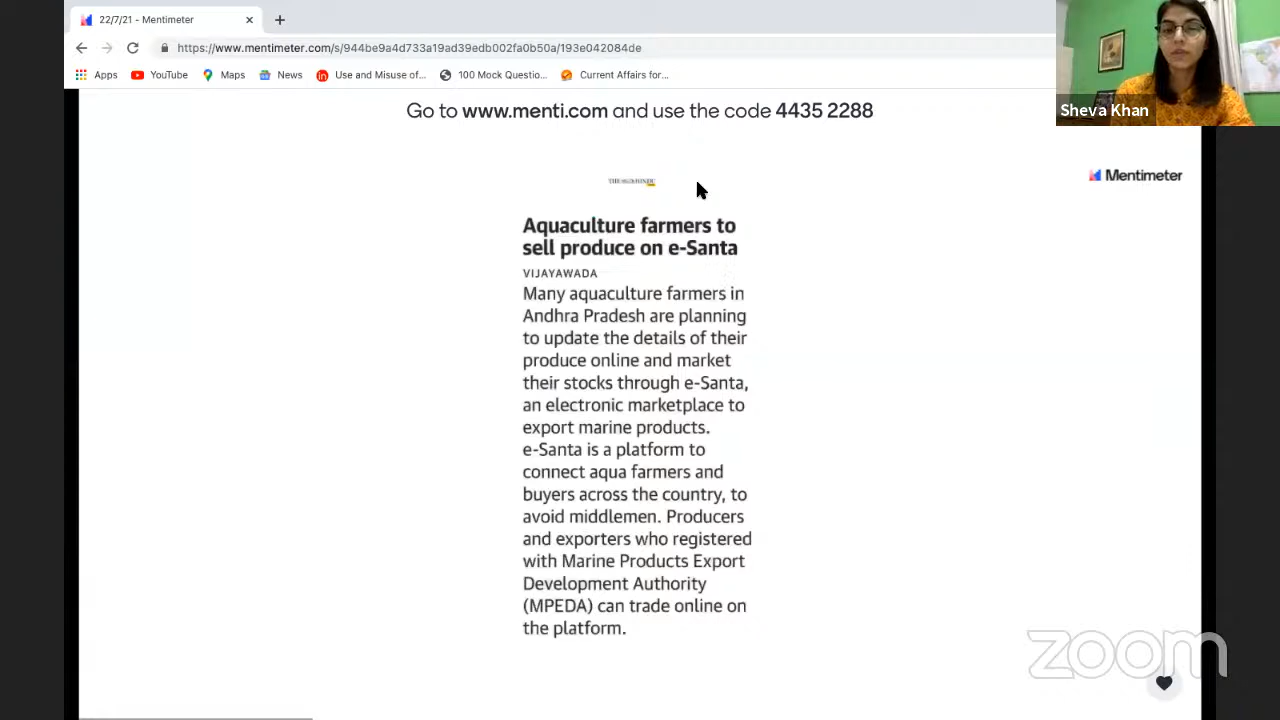 22/7/21 - Mentimeter
https://www.mentimeter.com/s/944be9a4d733a19ad39edb002fa0b50a/193e042084de
Apps YouTube Maps News Use and Misuse of... 100 Mock Questio... Current Affairs for...
Sheva Khan
Go to www.menti.com and use the code 4435 2288
Mentimeter
Aquaculture farmers to
sell produce on e-Santa
VIJAYAWADA
Many aquaculture farmers in
Andhra Pradesh are planning
to update the details of their
produce online and market
their stocks through e-Santa,
an electronic marketplace to
export marine products.
e-Santa is a platform to
connect aqua farmers and
buyers across the country, to
avoid middlemen. Producers
and exporters who registered
with Marine Products Export
Development Authority
(MPEDA) can trade online on
the platform.
zoom